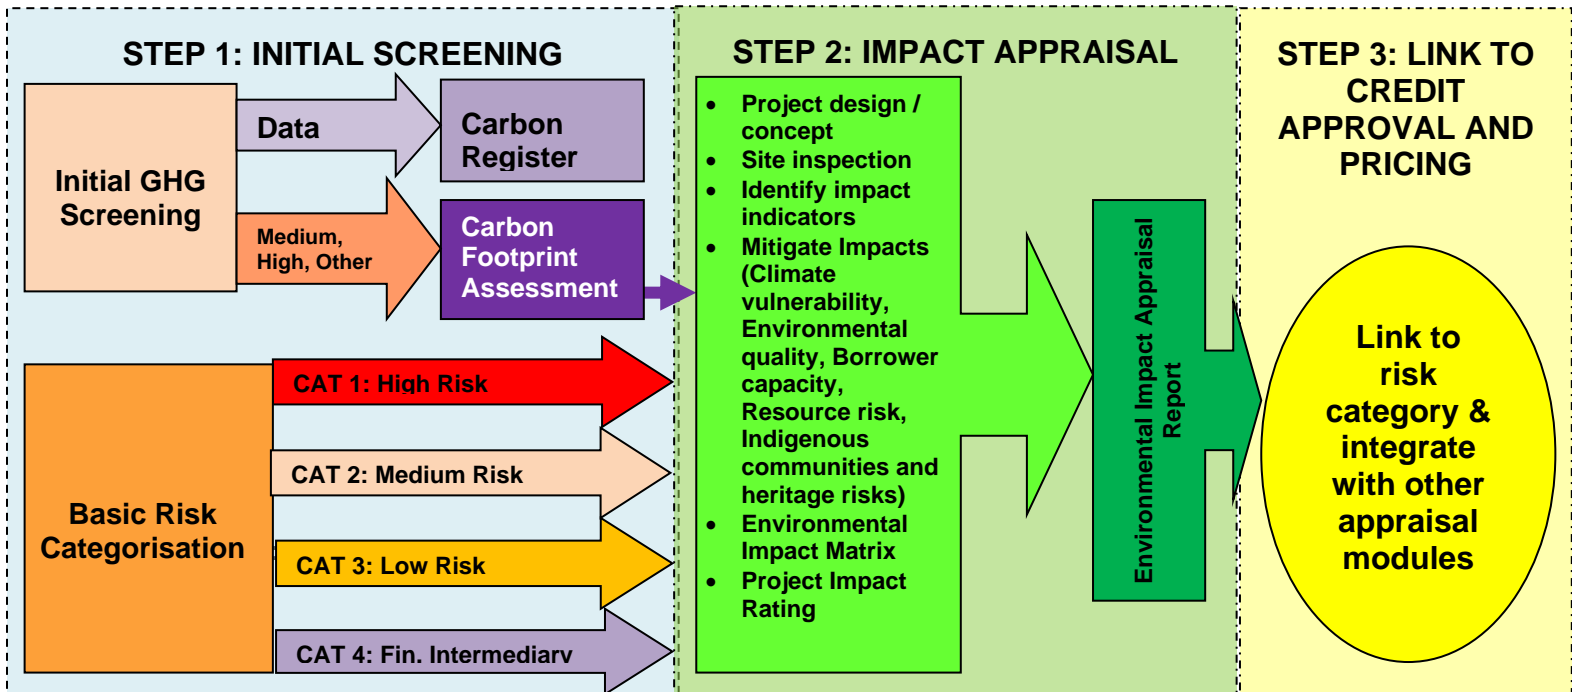 STEP 1: INITIAL SCREENING
Initial GHG
Screening
Data
Carbon
Register
Medium,
High, Other
Carbon
Footprint
Assessment
Basic Risk
Categorisation
CAT 1: High Risk
CAT 2: Medium Risk
CAT 3: Low Risk
CAT 4: Fin. Intermediary
STEP 2: IMPACT APPRAISAL
• Project design /
concept
• Site inspection
• Identify impact
indicators
• Mitigate Impacts
(Climate
vulnerability,
Environmental
quality, Borrower
capacity,
Resource risk,
Indigenous
communities and
heritage risks)
• Environmental
Impact Matrix
• Project Impact
Rating
Environmental Impact Appraisal
Report
STEP 3: LINK TO
CREDIT
APPROVAL AND
PRICING
Link to
risk
category &
integrate
with other
appraisal
modules